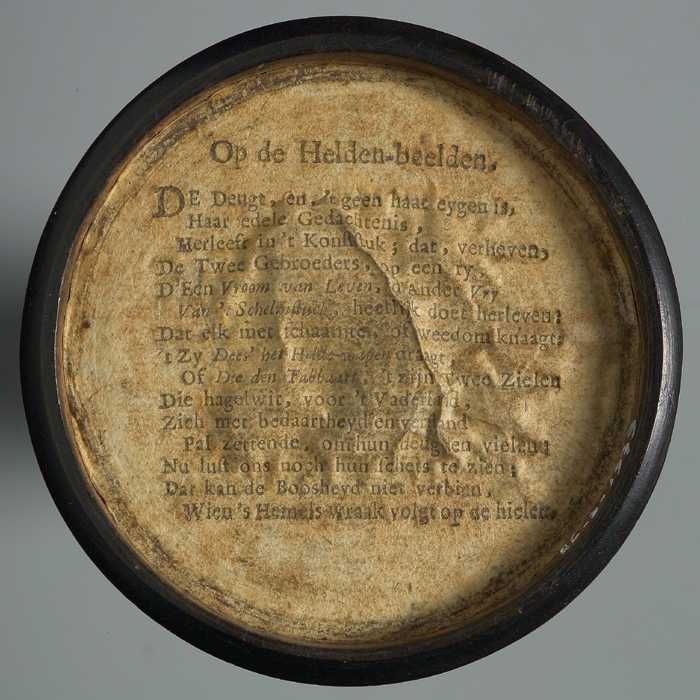 Op de Helden-beelden.
DE Deugt, en 't geen haar eygen is,
Haar edele Gedachtenis,
Herleeft in 't Konststuk; dat, verheven,
De Twee Gebroeders, op een ry,
D'Een Vroom van Leven, d'Ander Vry
Van 't Schelmstuck, heerlijk doet herleven:
Dat elk met schaamte, of weedom knaagt:
't Zy Dees' het Helde-wapen draagt;
Of Die den Tabbaart, 't zijn twee Zielen
Die hagelwit, voor 't Vaderland,
Zich met bedaartheyd en verstand
Pal zettende, om hun deugden vielen:
Nu lust ons noch hun schets te zien;
Dat kan de Boosheyd niet verbien,
Wien 's Hemels wraak volgt op de hielen.